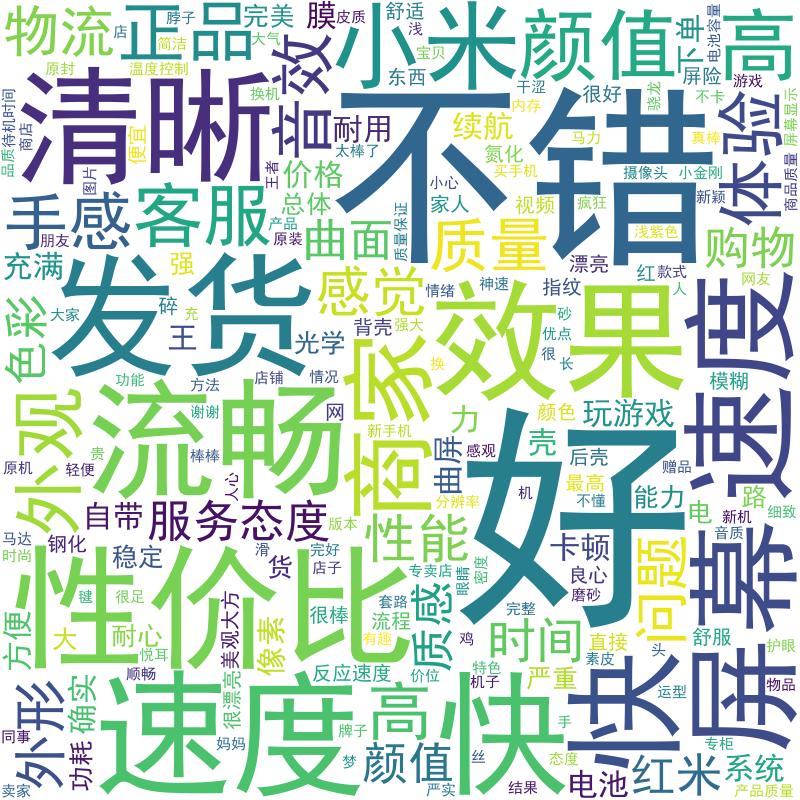 脖子
完美
膜
皮质
舒适
浅
宝贝
颜值
下单
电池容量
高
物流
店
简洁
大气
正品
小米
屏险
原封
温度控制
换机
东西
干涩
骁龙
不卡
游戏
屏幕显示
品质
待机时间
商店
便宜
清晰
音效
耐用
太棒了
不错
很好
内存
续航
马力
真棒
体验
图片
王者
价格
小心
氮化
买手机
摄像头
小金刚
商品质量
手感
客服
总体
产品
家人
视频
疯狂
新颖
浅紫色
朋友
原装
质量保证
曲面
质量
购物
充满
强
漂亮
红
款式
网友
人
发货
感觉
情绪
神速
指纹
大家
碎
充
背壳
强大
效果
砂
优点
很
长
速度
色彩
王
光学
功能
方法
店铺
情况
商家
换
模糊
外观
流畅
谢谢
网
力
颜色
玩游戏
新手机
曲屏
感观
壳
后壳
赠品
原机
贵
轻便
棒棒
人心
分辨率
机
好
最高
不懂
能力
电
路
细致
新机
自带
服务态度
版本
性能
卡顿
音质
马达
时尚
钢化
稳定
滑
货
完好
店子
专卖店
眼睛
密度
良心
磨砂
问题
屏幕
性价比
键
很足
很棒
套路
流程
质感
完整
方便
耐心
大
美观大方
像素
有趣
鸡
时间
直接
舒服
护眼
悦耳
顺畅
很漂亮
反应速度
价位
特色
机子
严重
素皮
头
运型
物品
外形
确实
速度
高
快
快
手
同事
功耗
妈妈
牌子
梦
颜值
丝
态度
专柜
卖家
严实
结果
电池
红米
系统
产品质量